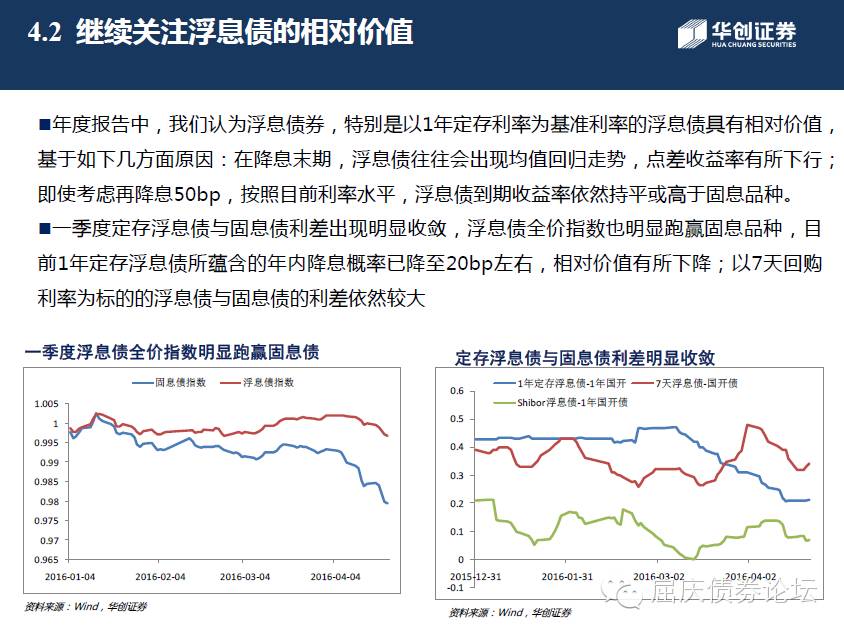 4.2 继续关注浮息债的相对价值
华创证券
HUA CHUANG SECURITIES
■年度报告中，我们认为浮息债券，特别是以1年定存利率为基准利率的浮息债具有相对价值，
基于如下几方面原因：在降息末期，浮息债往往会出现均值回归走势，点差收益率有所下行；
即使考虑再降息50bp，按照目前利率水平，浮息债到期收益率依然持平或高于固息品种。
■一季度定存浮息债与固息债利差出现明显收敛，浮息债全价指数也明显跑赢固息品种，目
前1年定存浮息债所蕴含的年内降息概率已降至20bp左右，相对价值有所下降；以7天回购
利率为标的的浮息债与固息债的利差依然较大
一季度浮息债全价指数明显跑赢固息债
固息债指数 浮息债指数
1.005
1
0.995
0.99
0.985
0.98
0.975
0.97
0.965
2016-01-04 2016-02-04 2016-03-04 2016-04-04
资料来源：Wind，华创证券
定存浮息债与固息债利差明显收敛
1年定存浮息债-1年国开 7天浮息债-国开债
Shibor浮息债-1年国开债
0.6
0.5
0.4
0.3
0.2
0.1
0
-0.1
2015-12-31 2016-01-31 2016-03-02 2016-04-02
资料来源：Wind，华创证券
屈庆债券论坛